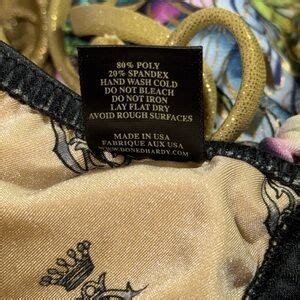 80% POLY
20% SPANDEX
HAND WASH COLD
DO NOT BLEACH
DO NOT IRON
LAY FLAT DRY
AVOID ROUGH SURFACES
MADE IN USA
FABRIQUE AUX USA
WWW.DONEDHARDY.COM